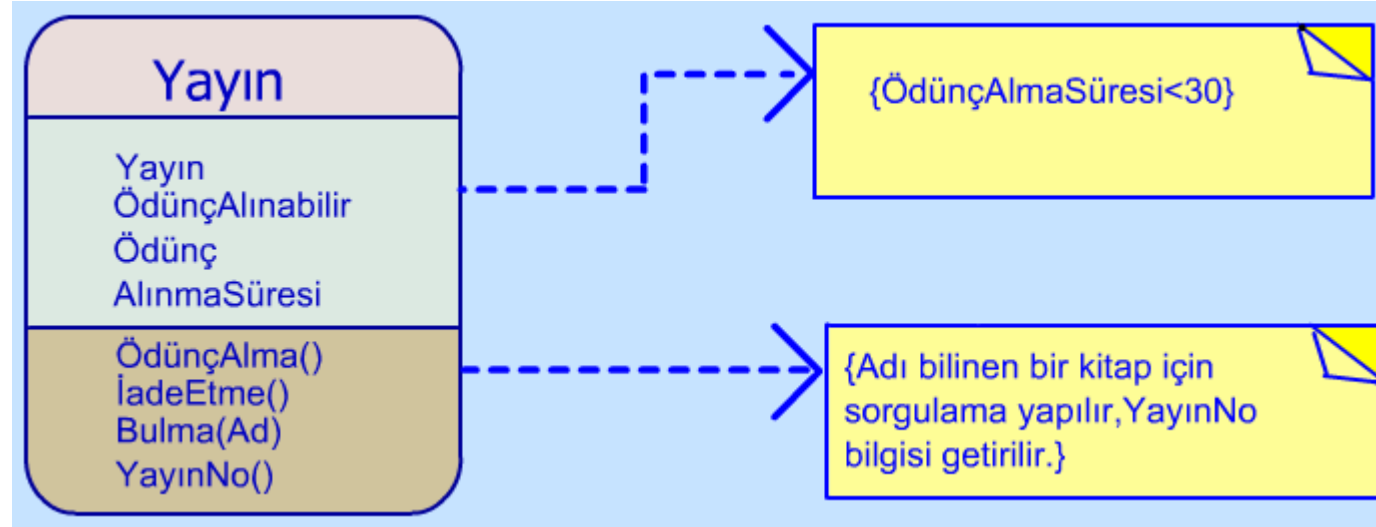 Yayın
Yayın
ÖdünçAlınabilir
Ödünç
AlınmaSüresi
ÖdünçAlma()
İadeEtme()
Bulma(Ad)
YayınNo()
{ÖdünçAlmaSüresi<30}
{Adı bilinen bir kitap için
sorgulama yapılır,YayınNo
bilgisi getirilir.}